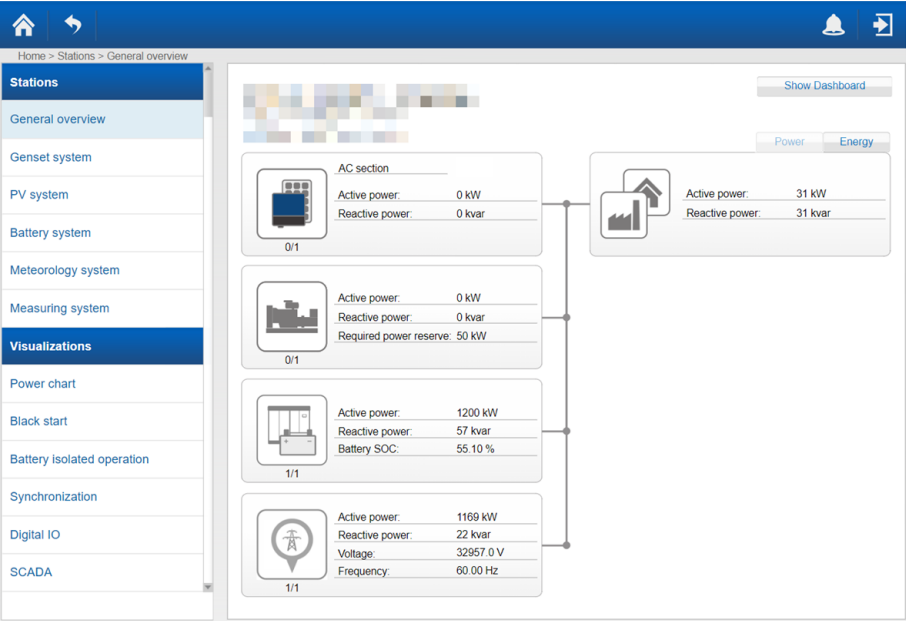 Home > Stations > General overview
Stations
General overview
Genset system
PV system
Battery system
Meteorology system
Measuring system
Visualizations
Power chart
Black start
Battery isolated operation
Synchronization
Digital IO
SCADA
Show Dashboard
Power Energy
AC section
Active power: 0 kW
Reactive power: 0 kvar
0/1
Active power: 0 kW
Reactive power: 0 kvar
Required power reserve: 50 kW
0/1
Active power: 1200 kW
Reactive power: 57 kvar
Battery SOC: 55.10 %
1/1
Active power: 1169 kW
Reactive power: 22 kvar
Voltage: 32957.0 V
Frequency: 60.00 Hz
1/1
Active power: 31 kW
Reactive power: 31 kvar